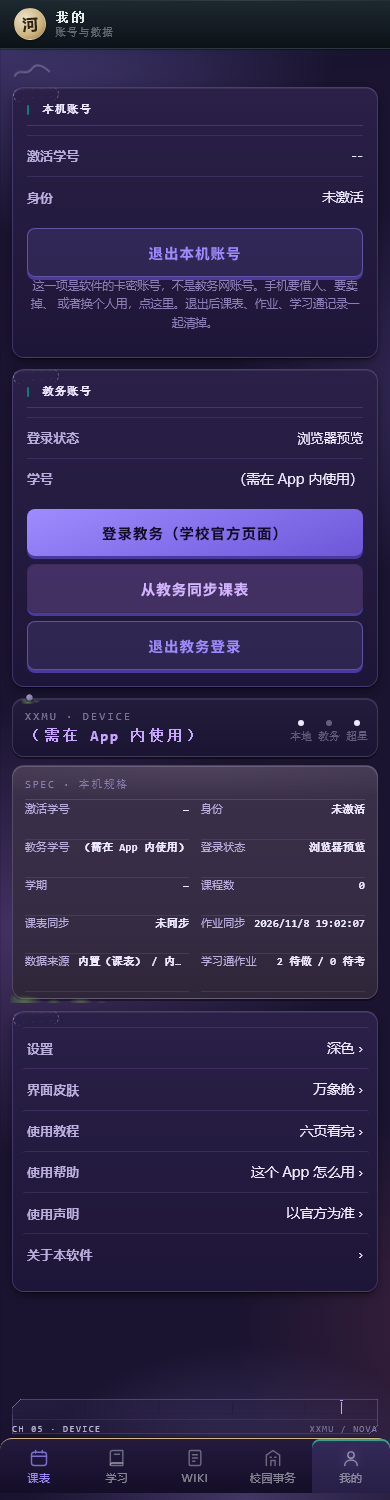 河
我的
账号与数据
本机账号
激活学号 --
身份 未激活
退出本机账号
这一项是软件的卡密账号，不是教务网账号。手机要借人、要卖
掉、 或者换个人用，点这里。退出后课表、作业、学习通记录一
起清掉。
教务账号
登录状态 浏览器预览
学号 （需在 App 内使用）
登录教务（学校官方页面）
从教务同步课表
退出教务登录
XXMU · DEVICE
（需在 App 内使用）
本地 教务 超星
SPEC · 本机规格
激活学号 — 身份 未激活
教务学号 （需在 App 内使用） 登录状态 浏览器预览
学期 — 课程数 0
课表同步 未同步 作业同步 2026/11/8 19:02:07
数据来源 内置（课表） / 内… 学习通作业 2 待做 / 0 待考
设置 深色 ›
界面皮肤 万象舱 ›
使用教程 六页看完 ›
使用帮助 这个 App 怎么用 ›
使用声明 以官方为准 ›
关于本软件 ›
CH 05 · DEVICE XXMU / NOVA
课表 学习 WIKI 校园事务 我的